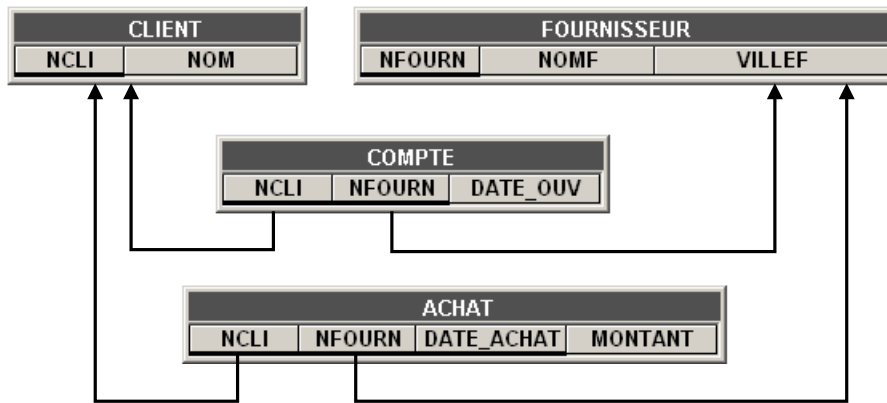 CLIENT
NCLI NOM
FOURNISSEUR
NFOURN NOMF VILLEF
COMPTE
NCLI NFOURN DATE_OUV
ACHAT
NCLI NFOURN DATE_ACHAT MONTANT